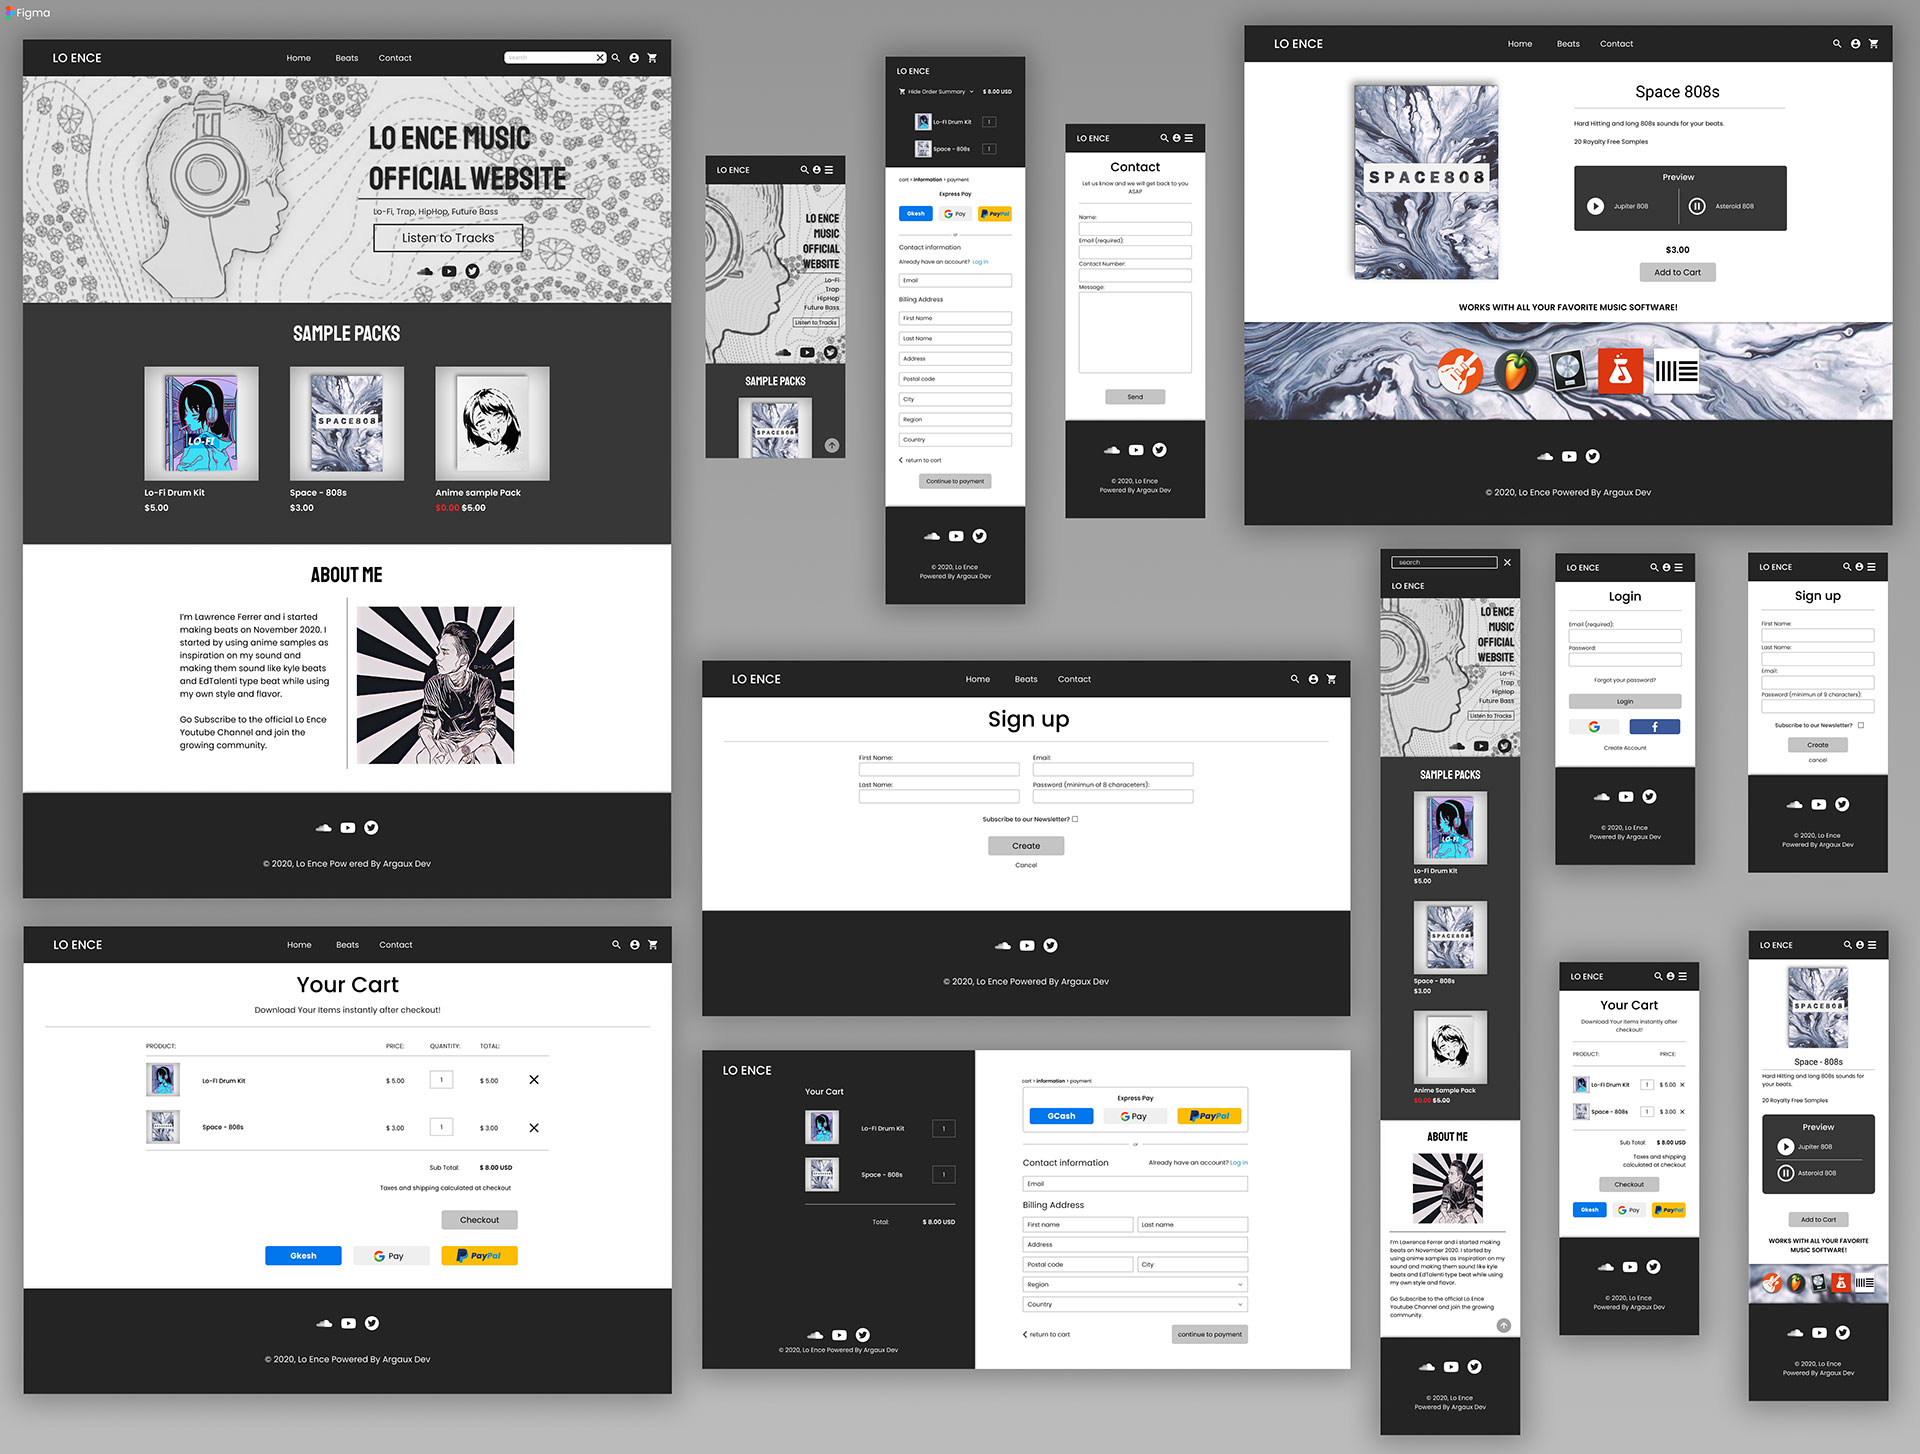 Figma
LO ENCE
Home Beats Contact
Search
LO ENCE MUSIC
OFFICIAL WEBSITE
Lo-Fi, Trap, HipHop, Future Bass
Listen to Tracks
SAMPLE PACKS
LO-FI
SPACE808
Lo-Fi Drum Kit
$5.00
Space - 808s
$3.00
Anime sample Pack
$0.00 $5.00
ABOUT ME
I'm Lawrence Ferrer and i started
making beats on November 2020. I
started by using anime samples as
inspiration on my sound and
making them sound like kyle beats
and EdTalenti type beat while using
my own style and flavor.
Go Subscribe to the official Lo Ence
Youtube Channel and join the
growing community.
ローレンス
© 2020, Lo Ence Pow ered By Argaux Dev
LO ENCE
Home Beats Contact
Your Cart
Download Your Items instantly after checkout!
PRODUCT: PRICE: QUANTITY: TOTAL:
Lo-Fi Drum Kit $ 5.00 1 $ 5.00
Space - 808s $ 3.00 1 $ 3.00
Sub Total: $ 8.00 USD
Taxes and shipping calculated at checkout
Checkout
Gkesh G Pay PayPal
© 2020, Lo Ence Powered By Argaux Dev
LO ENCE
LO ENCE
MUSIC
OFFICIAL
WEBSITE
Lo-Fi
Trap
HipHop
Future Bass
Listen to Tracks
SAMPLE PACKS
SPACE808
LO ENCE
Hide Order Summary $ 8.00 USD
Lo-Fi Drum Kit 1
Space - 808s 1
cart > information > payment
Express Pay
Gkesh G Pay PayPal
or
Contact information
Already have an account? Log in
Email
Billing Address
First Name
Last Name
Address
Postal code
City
Region
Country
return to cart
Continue to payment
© 2020, Lo Ence
Powered By Argaux Dev
LO ENCE
Contact
Let us know and we will get back to you
ASAP
Name:
Email (required):
Contact Number:
Message:
Send
© 2020, Lo Ence
Powered By Argaux Dev
LO ENCE
Home Beats Contact
SPACE808
Space 808s
Hard Hitting and long 808s sounds for your beats.
20 Royalty Free Samples
Preview
Jupiter 808 Asteroid 808
$3.00
Add to Cart
WORKS WITH ALL YOUR FAVORITE MUSIC SOFTWARE!
© 2020, Lo Ence Powered By Argaux Dev
LO ENCE
Home Beats Contact
Sign up
First Name: Email:
Last Name: Password (minimun of 8 characeters):
Subscribe to our Newsletter?
Create
Cancel
© 2020, Lo Ence Powered By Argaux Dev
LO ENCE
Your Cart
Lo-Fi Drum Kit 1
Space - 808s 1
Total: $ 8.00 USD
© 2020, Lo Ence Powered By Argaux Dev
cart > information > payment
Express Pay
GCash G Pay PayPal
or
Contact information Already have an account? Log in
Email
Billing Address
First name Last name
Address
Postal code City
Region
Country
return to cart continue to payment
search
LO ENCE
LO ENCE
MUSIC
OFFICIAL
WEBSITE
Lo-Fi
Trap
HipHop
Future Bass
Listen to Tracks
SAMPLE PACKS
LO-FI
Lo-Fi Drum Kit
$5.00
SPACE808
Space - 808s
$3.00
Anime Sample Pack
$0.00 $5.00
ABOUT ME
I'm Lawrence Ferrer and i started making
beats on November 2020. I started by
using anime samples as inspiration on my
sound and making them sound like kyle
beats and EdTalenti type beat while using
my own style and flavor.
Go Subscribe to the official Lo Ence
Youtube Channel and join the growing
community.
© 2020, Lo Ence
Powered By Argaux Dev
LO ENCE
Login
Email (required):
Password:
Forgot your password?
Login
G f
Create Account
© 2020, Lo Ence
Powered By Argaux Dev
LO ENCE
Sign up
First Name:
Last Name:
Email:
Password (minimun of 9 characters):
Subscribe to our Newsletter?
Create
cancel
© 2020, Lo Ence
Powered By Argaux Dev
LO ENCE
Your Cart
Download Your Items instantly after
checkout!
PRODUCT: PRICE:
Lo-Fi Drum Kit 1 $ 5.00
Space - 808s 1 $ 3.00
Sub Total: $ 8.00 USD
Taxes and shipping
calculated at checkout
Checkout
Gkesh G Pay PayPal
© 2020, Lo Ence
Powered By Argaux Dev
LO ENCE
SPACE808
Space - 808s
Hard Hitting and long 808s sounds for
your beats.
20 Royalty Free Samples
Preview
Jupiter 808
Asteroid 808
Add to Cart
WORKS WITH ALL YOUR FAVORITE
MUSIC SOFTWARE!
© 2020, Lo Ence
Powered By Argaux Dev